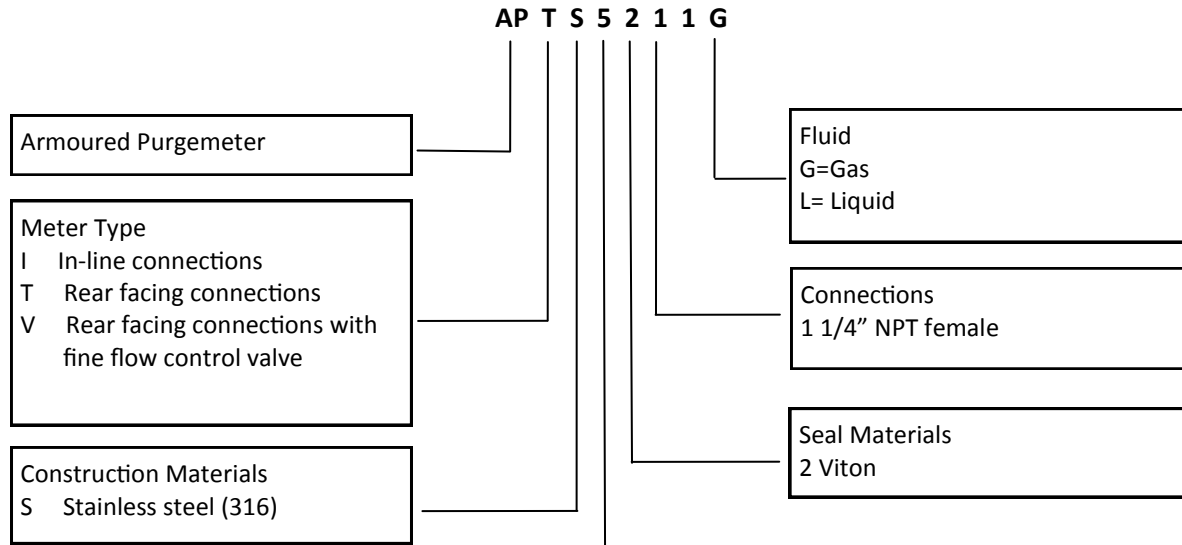 AP T S 5 2 1 1 G
Armoured Purgemeter
Meter Type
I In-line connections
T Rear facing connections
V Rear facing connections with
fine flow control valve
Construction Materials
S Stainless steel (316)
Fluid
G=Gas
L= Liquid
Connections
1 1/4” NPT female
Seal Materials
2 Viton